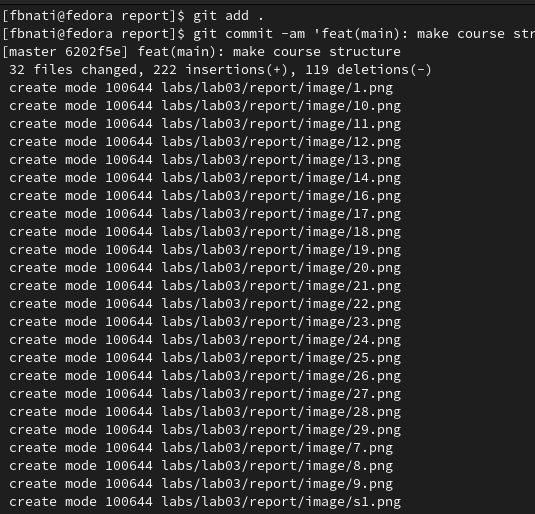 [fbnati@fedora report]$ git add .
[fbnati@fedora report]$ git commit -am 'feat(main): make course str
[master 6202f5e] feat(main): make course structure
32 files changed, 222 insertions(+), 119 deletions(-)
create mode 100644 labs/lab03/report/image/1.png
create mode 100644 labs/lab03/report/image/10.png
create mode 100644 labs/lab03/report/image/11.png
create mode 100644 labs/lab03/report/image/12.png
create mode 100644 labs/lab03/report/image/13.png
create mode 100644 labs/lab03/report/image/14.png
create mode 100644 labs/lab03/report/image/16.png
create mode 100644 labs/lab03/report/image/17.png
create mode 100644 labs/lab03/report/image/18.png
create mode 100644 labs/lab03/report/image/19.png
create mode 100644 labs/lab03/report/image/20.png
create mode 100644 labs/lab03/report/image/21.png
create mode 100644 labs/lab03/report/image/22.png
create mode 100644 labs/lab03/report/image/23.png
create mode 100644 labs/lab03/report/image/24.png
create mode 100644 labs/lab03/report/image/25.png
create mode 100644 labs/lab03/report/image/26.png
create mode 100644 labs/lab03/report/image/27.png
create mode 100644 labs/lab03/report/image/28.png
create mode 100644 labs/lab03/report/image/29.png
create mode 100644 labs/lab03/report/image/7.png
create mode 100644 labs/lab03/report/image/8.png
create mode 100644 labs/lab03/report/image/9.png
create mode 100644 labs/lab03/report/image/s1.png